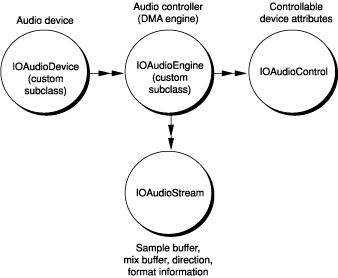 Audio device
Audio controller
(DMA engine)
Controllable
device attributes
IOAudioDevice
(custom
subclass)
IOAudioEngine
(custom
subclass)
IOAudioControl
IOAudioStream
Sample buffer,
mix buffer, direction,
format information